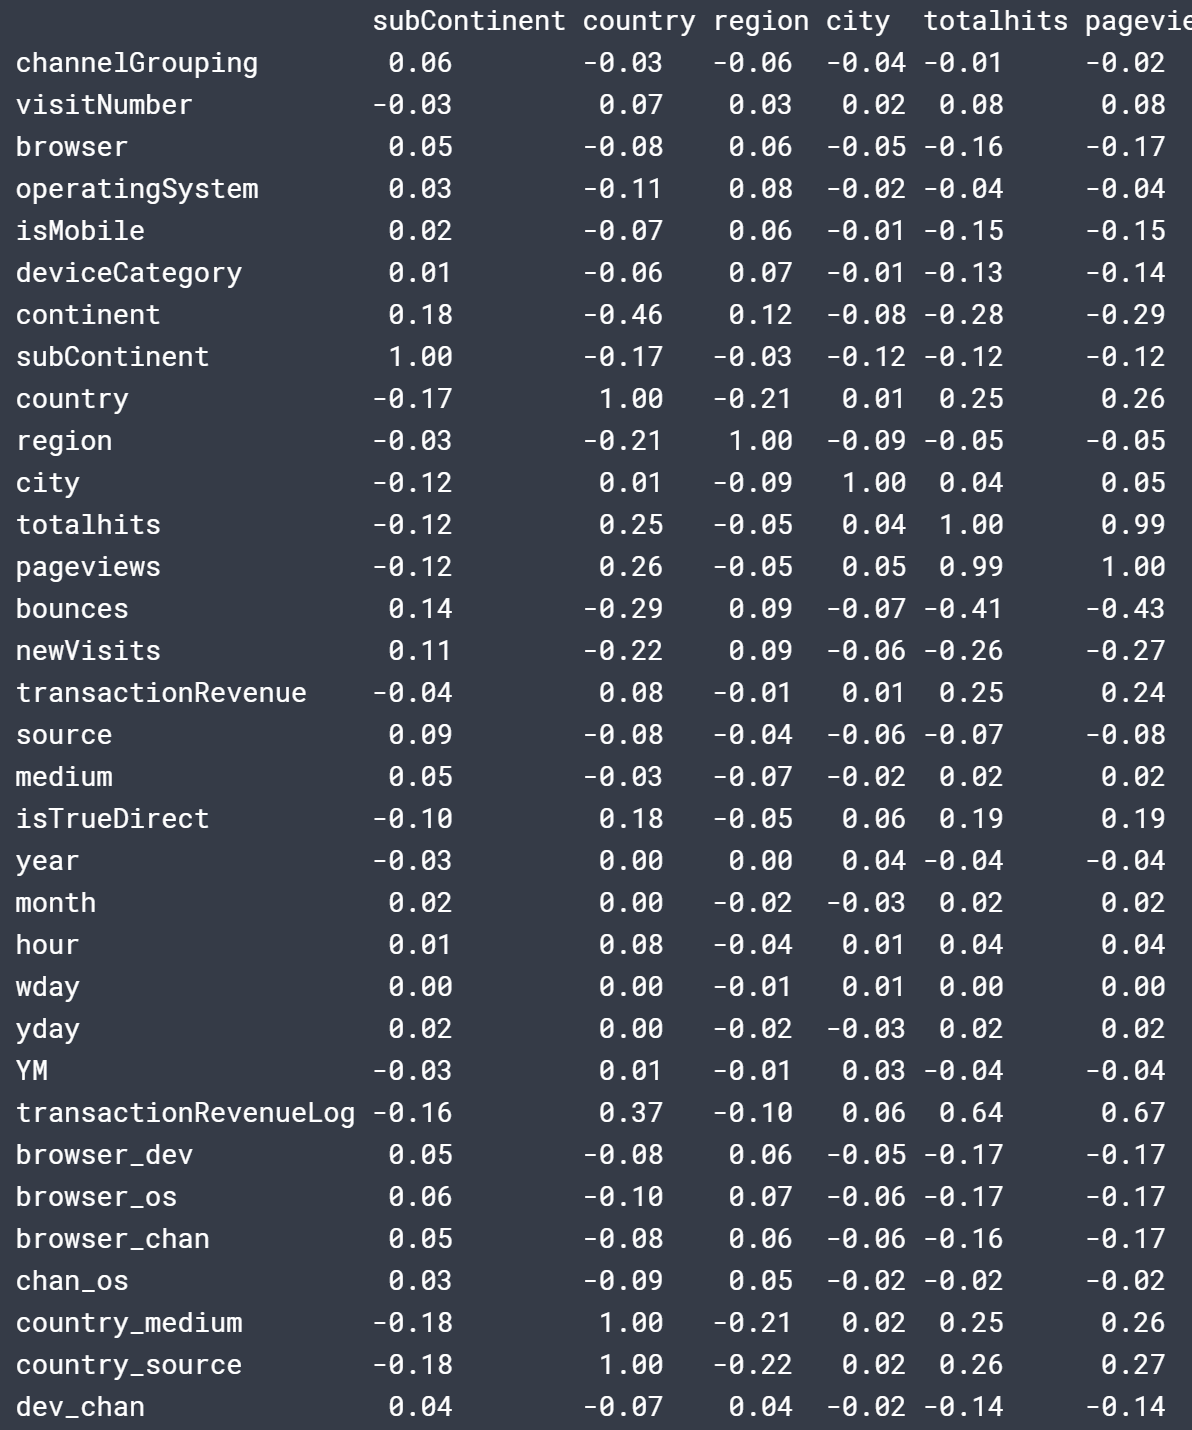 subContinent country region city totalhits pagevie
channelGrouping 0.06 -0.03 -0.06 -0.04 -0.01 -0.02
visitNumber -0.03 0.07 0.03 0.02 0.08 0.08
browser 0.05 -0.08 0.06 -0.05 -0.16 -0.17
operatingSystem 0.03 -0.11 0.08 -0.02 -0.04 -0.04
isMobile 0.02 -0.07 0.06 -0.01 -0.15 -0.15
deviceCategory 0.01 -0.06 0.07 -0.01 -0.13 -0.14
continent 0.18 -0.46 0.12 -0.08 -0.28 -0.29
subContinent 1.00 -0.17 -0.03 -0.12 -0.12 -0.12
country -0.17 1.00 -0.21 0.01 0.25 0.26
region -0.03 -0.21 1.00 -0.09 -0.05 -0.05
city -0.12 0.01 -0.09 1.00 0.04 0.05
totalhits -0.12 0.25 -0.05 0.04 1.00 0.99
pageviews -0.12 0.26 -0.05 0.05 0.99 1.00
bounces 0.14 -0.29 0.09 -0.07 -0.41 -0.43
newVisits 0.11 -0.22 0.09 -0.06 -0.26 -0.27
transactionRevenue -0.04 0.08 -0.01 0.01 0.25 0.24
source 0.09 -0.08 -0.04 -0.06 -0.07 -0.08
medium 0.05 -0.03 -0.07 -0.02 0.02 0.02
isTrueDirect -0.10 0.18 -0.05 0.06 0.19 0.19
year -0.03 0.00 0.00 0.04 -0.04 -0.04
month 0.02 0.00 -0.02 -0.03 0.02 0.02
hour 0.01 0.08 -0.04 0.01 0.04 0.04
wday 0.00 0.00 -0.01 0.01 0.00 0.00
yday 0.02 0.00 -0.02 -0.03 0.02 0.02
YM -0.03 0.01 -0.01 0.03 -0.04 -0.04
transactionRevenueLog -0.16 0.37 -0.10 0.06 0.64 0.67
browser_dev 0.05 -0.08 0.06 -0.05 -0.17 -0.17
browser_os 0.06 -0.10 0.07 -0.06 -0.17 -0.17
browser_chan 0.05 -0.08 0.06 -0.06 -0.16 -0.17
chan_os 0.03 -0.09 0.05 -0.02 -0.02 -0.02
country_medium -0.18 1.00 -0.21 0.02 0.25 0.26
country_source -0.18 1.00 -0.22 0.02 0.26 0.27
dev_chan 0.04 -0.07 0.04 -0.02 -0.14 -0.14